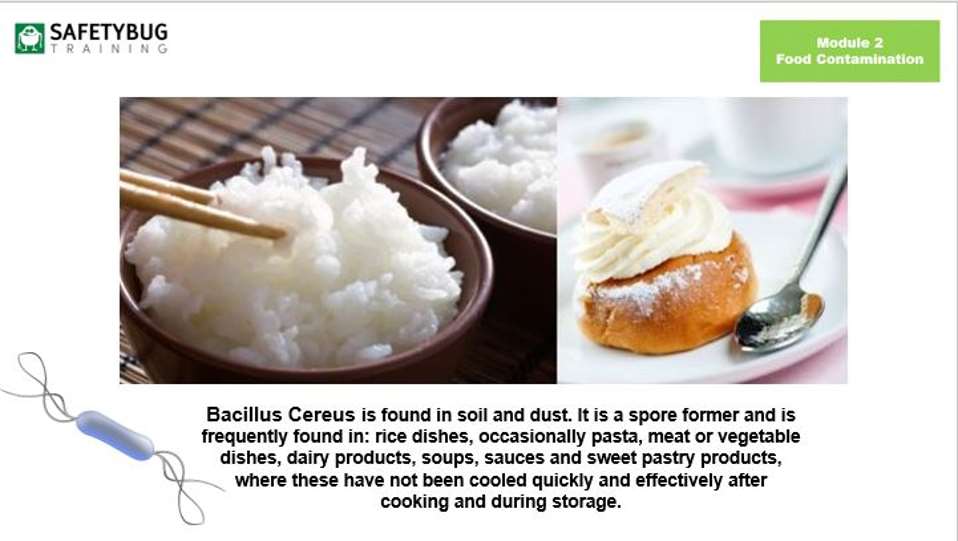 SAFETYBUG
TRAINING
Module 2
Food Contamination
Bacillus Cereus is found in soil and dust. It is a spore former and is
frequently found in: rice dishes, occasionally pasta, meat or vegetable
dishes, dairy products, soups, sauces and sweet pastry products,
where these have not been cooled quickly and effectively after
cooking and during storage.